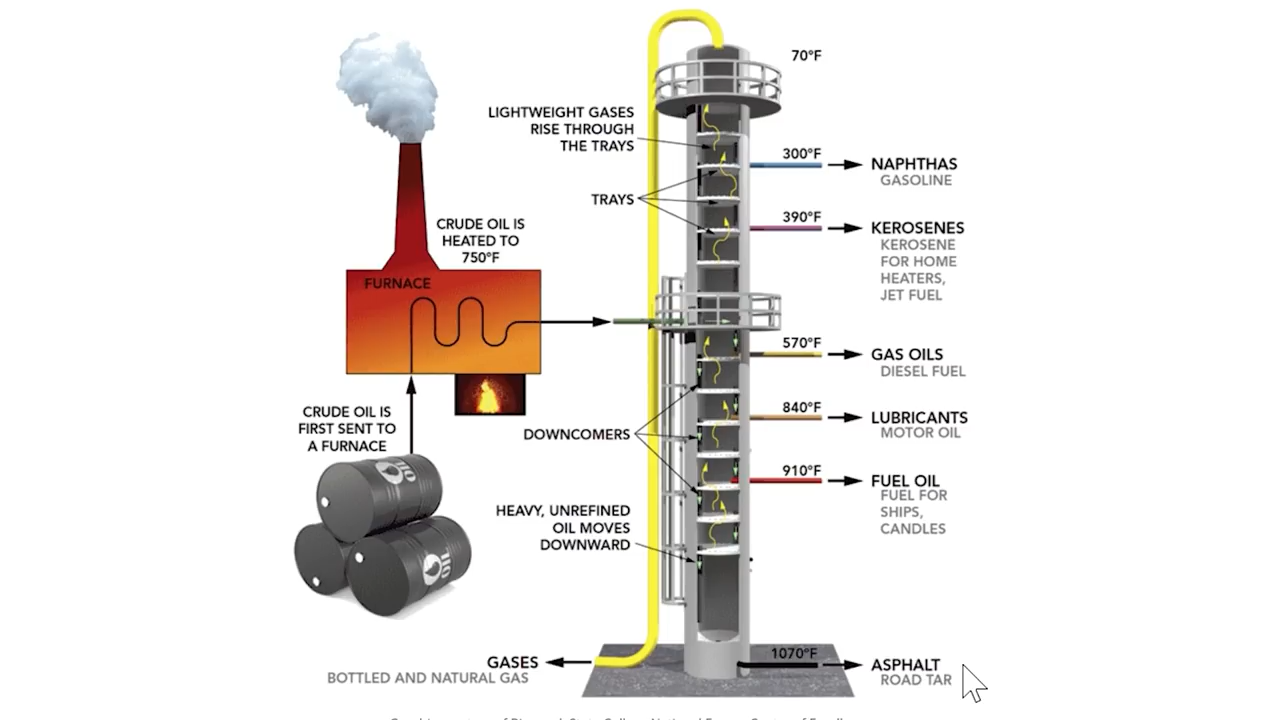 70°F
LIGHTWEIGHT GASES
RISE THROUGH
THE TRAYS
300°F
NAPHTHAS
GASOLINE
TRAYS
390°F
KEROSENES
KEROSENE
FOR HOME
HEATERS,
JET FUEL
CRUDE OIL IS
HEATED TO
750°F
FURNACE
570°F
GAS OILS
DIESEL FUEL
CRUDE OIL IS
FIRST SENT TO
A FURNACE
840°F
LUBRICANTS
MOTOR OIL
DOWNCOMERS
910°F
FUEL OIL
FUEL FOR
SHIPS,
CANDLES
OIL
OIL
HEAVY, UNREFINED
OIL MOVES
DOWNWARD
GASES
BOTTLED AND NATURAL GAS
1070°F
ASPHALT
ROAD TAR